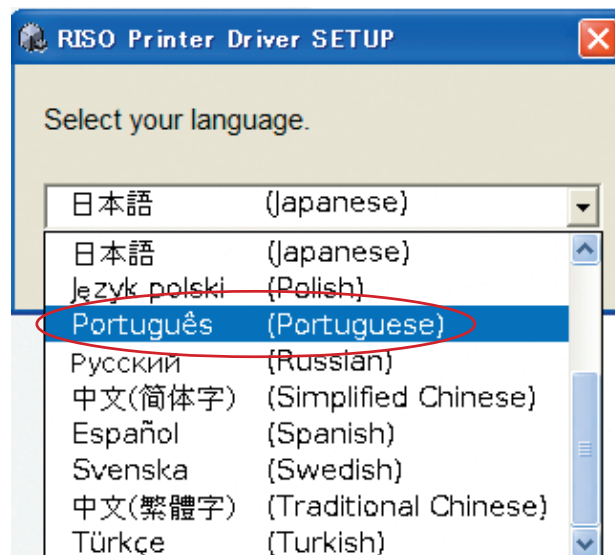 RISO Printer Driver SETUP
Select your language.
日本語 (Japanese)
日本語 (Japanese)
Język polski (Polish)
Português (Portuguese)
Русский (Russian)
中文(简体字) (Simplified Chinese)
Español (Spanish)
Svenska (Swedish)
中文(繁體字) (Traditional Chinese)
Türkçe (Turkish)